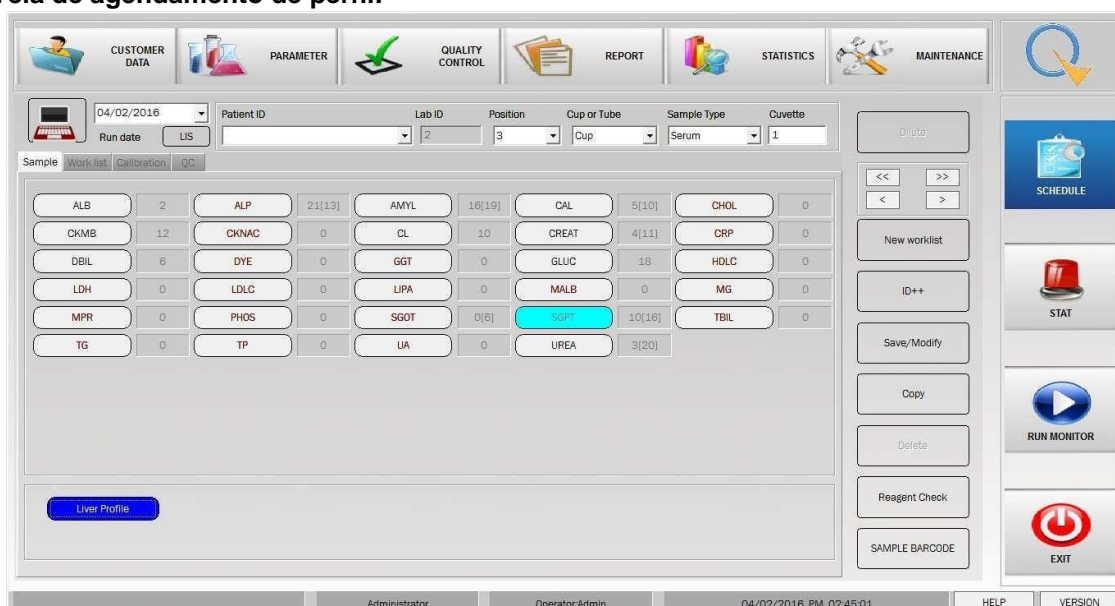 Tela de agendamento de perfil:
CUSTOMER DATA
PARAMETER
QUALITY CONTROL
REPORT
STATISTICS
MAINTENANCE
04/02/2016
Run date LIS
Patient ID Lab ID Position Cup or Tube Sample Type Cuvette
2 3 Cup Serum 1
Dilute
Sample Work list Calibration QC
<< >>
< >
SCHEDULE
ALB 2 ALP 21[13] AMYL 16[19] CAL 5[10] CHOL 0
CKMB 12 CKNAC 0 CL 10 CREAT 4[11] CRP 0
New worklist
DBIL 6 DYE 0 GGT 0 GLUC 18 HDLC 0
LDH 0 LDLC 0 LIPA 0 MALB 0 MG 0
ID++
STAT
MPR 0 PHOS 0 SGOT 0[6] SGPT 10[16] TBIL 0
TG 0 TP 0 UA 0 UREA 3[20]
Save/Modify
Copy
RUN MONITOR
Delete
Liver Profile
Reagent Check
SAMPLE BARCODE
EXIT
Administrator Operator:Admin 04/02/2016 PM 02:45:01 HELP VERSION